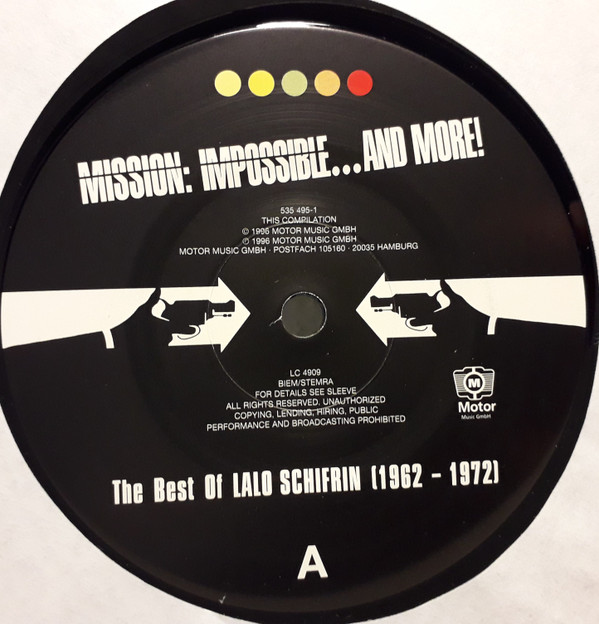 MISSION: IMPOSSIBLE...AND MORE!
535 495-1
THIS COMPILATION
© 1996 MOTOR MUSIC GMBH
℗ 1996 MOTOR MUSIC GMBH
MOTOR MUSIC GMBH · POSTFACH 105160 · 20035 HAMBURG
LC 4909
BIEM/STEMRA
FOR DETAILS SEE SLEEVE
ALL RIGHTS RESERVED. UNAUTHORIZED
COPYING, LENDING, HIRING, PUBLIC
PERFORMANCE AND BROADCASTING PROHIBITED
M
Motor
Music GmbH
The Best Of LALO SCHIFRIN (1962 - 1972)
A